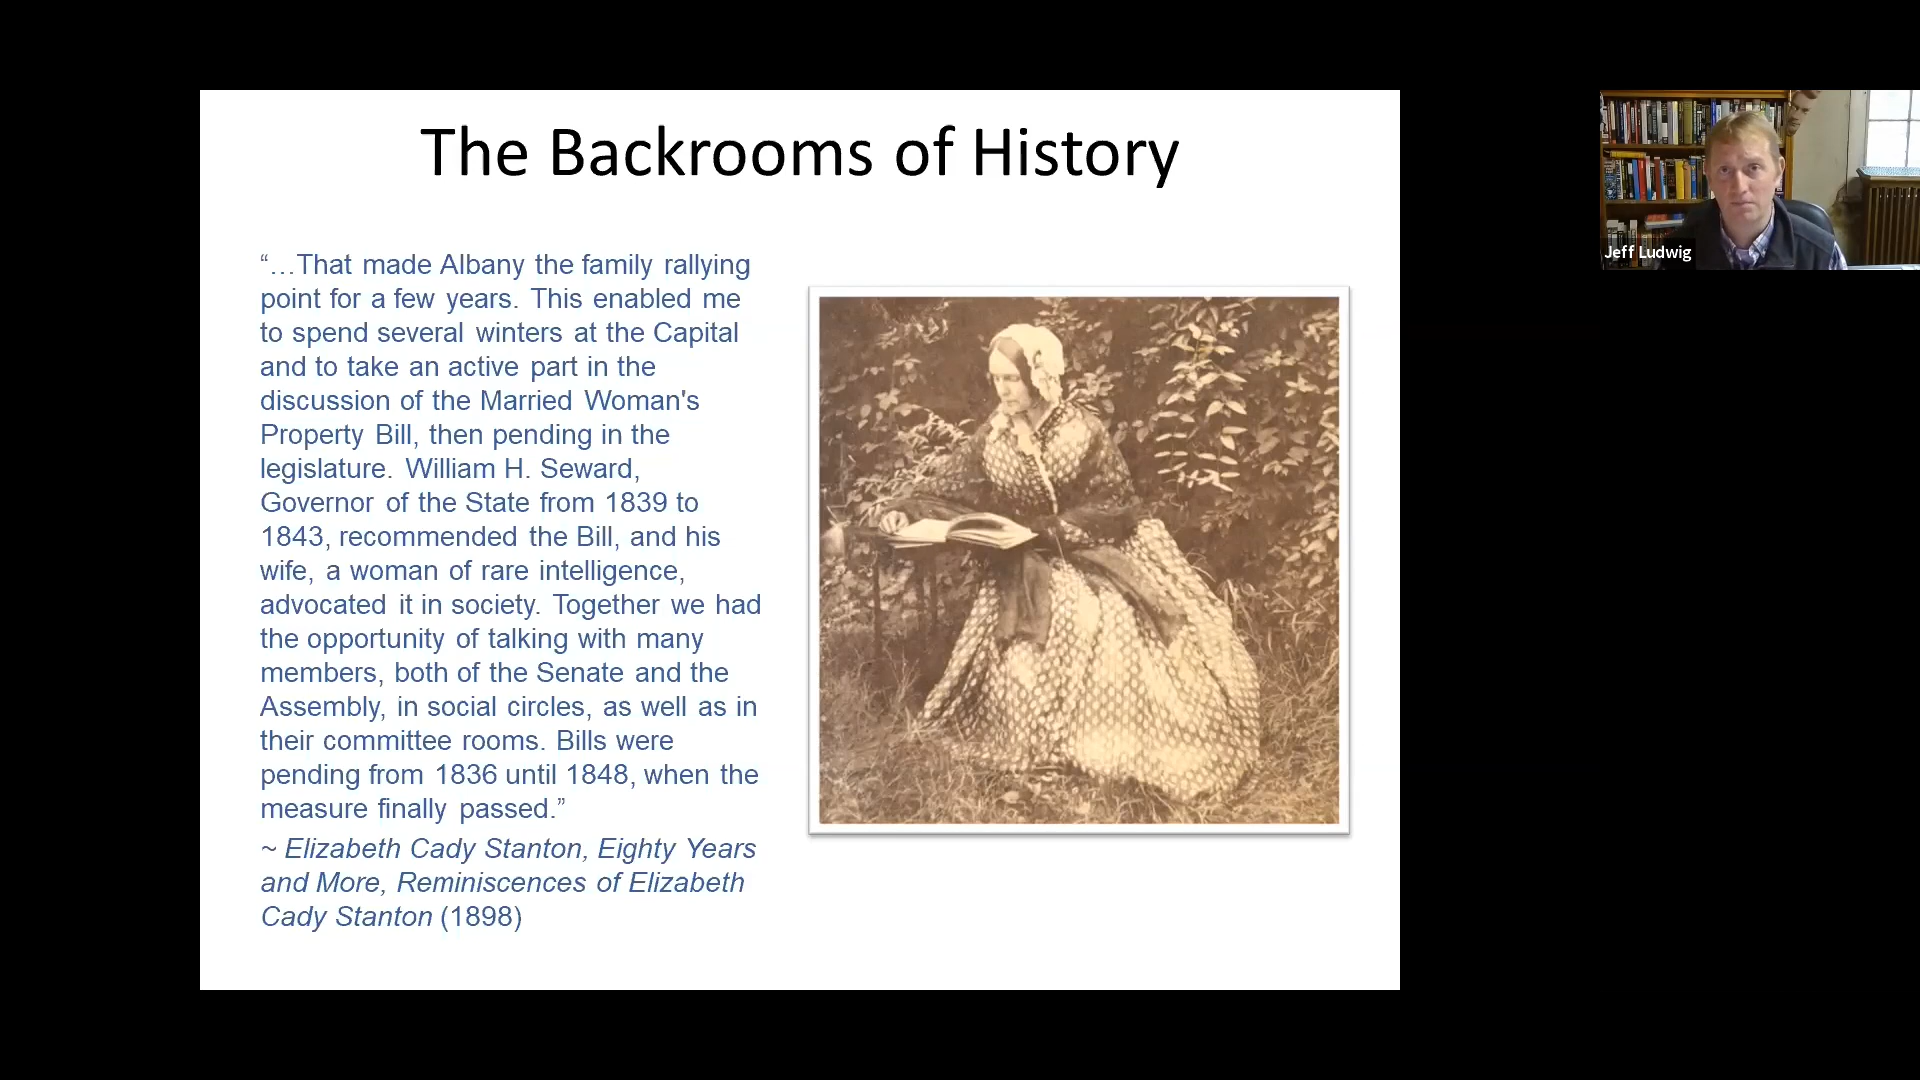 The Backrooms of History
“…That made Albany the family rallying
point for a few years. This enabled me
to spend several winters at the Capital
and to take an active part in the
discussion of the Married Woman's
Property Bill, then pending in the
legislature. William H. Seward,
Governor of the State from 1839 to
1843, recommended the Bill, and his
wife, a woman of rare intelligence,
advocated it in society. Together we had
the opportunity of talking with many
members, both of the Senate and the
Assembly, in social circles, as well as in
their committee rooms. Bills were
pending from 1836 until 1848, when the
measure finally passed.”
~ Elizabeth Cady Stanton, Eighty Years
and More, Reminiscences of Elizabeth
Cady Stanton (1898)
Jeff Ludwig